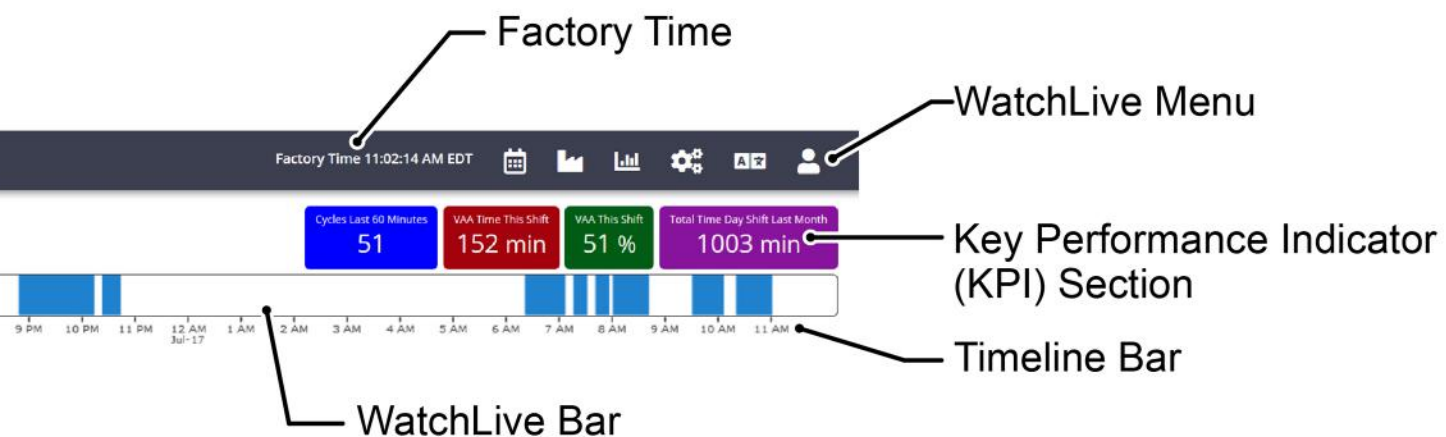 Factory Time
WatchLive Menu
Factory Time 11:02:14 AM EDT
A
Cycles Last 60 Minutes
51
VAA Time This Shift
152 min
VAA This Shift
51 %
Total Time Day Shift Last Month
1003 min
Key Performance Indicator
(KPI) Section
9 PM 10 PM 11 PM 12 AM 1 AM 2 AM 3 AM 4 AM 5 AM 6 AM 7 AM 8 AM 9 AM 10 AM 11 AM
Jul-17
Timeline Bar
WatchLive Bar